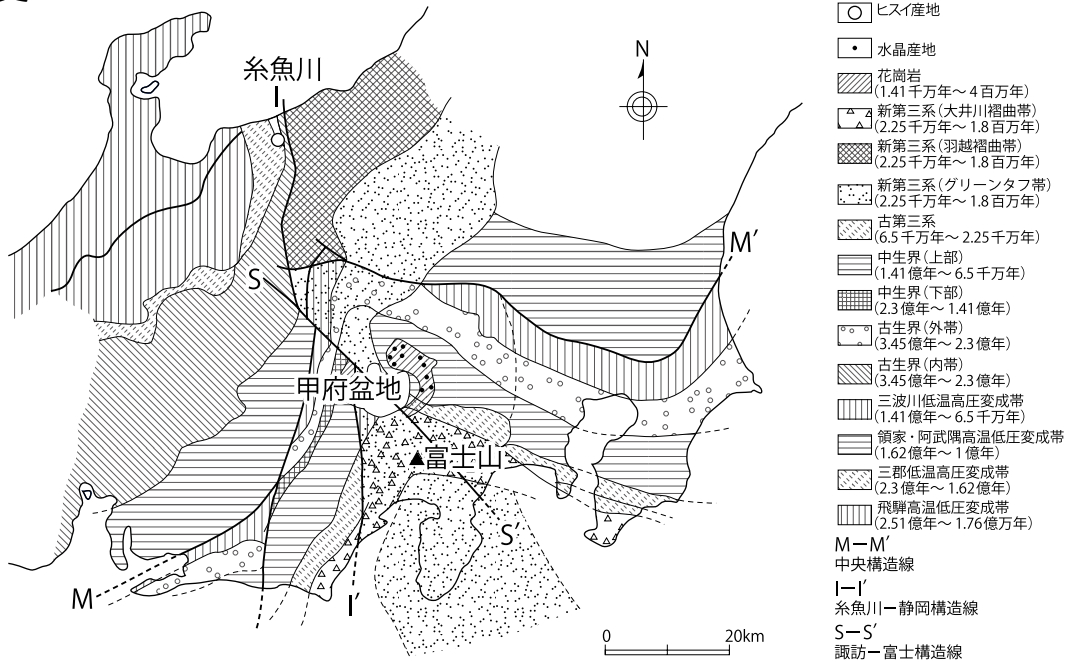 糸魚川
I
N
S
M′
甲府盆地
▲富士山
S′
M
I′
0 20km
ヒスイ産地
水晶産地
花崗岩
(1.41千万年〜4百万年)
新第三系(大井川褶曲帯)
(2.25千万年〜1.8百万年)
新第三系(羽越褶曲帯)
(2.25千万年〜1.8百万年)
新第三系(グリーンタフ帯)
(2.25千万年〜1.8百万年)
古第三系
(6.5千万年〜2.25千万年)
中生界(上部)
(1.41億年〜6.5千万年)
中生界(下部)
(2.3億年〜1.41億年)
古生界(外帯)
(3.45億年〜2.3億年)
古生界(内帯)
(3.45億年〜2.3億年)
三波川低温高圧変成帯
(1.41億年〜6.5千万年)
領家・阿武隈高温低圧変成帯
(1.62億年〜1億年)
三郡低温高圧変成帯
(2.3億年〜1.62億年)
飛騨高温低圧変成帯
(2.51億年〜1.76億万年)
M−M′
中央構造線
I−I′
糸魚川−静岡構造線
S−S′
諏訪−富士構造線